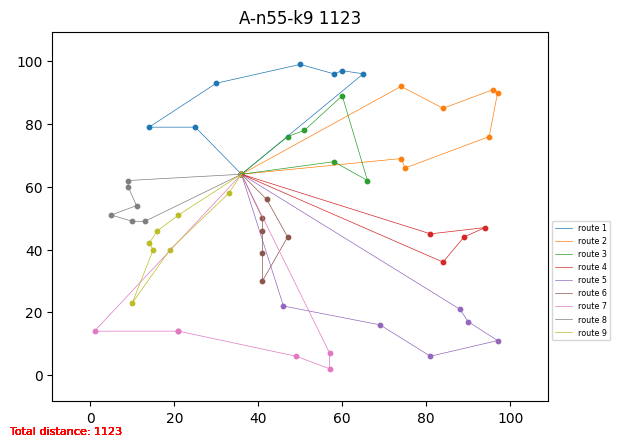 A-n55-k9 1123
100
80
60
40
20
0
0 20 40 60 80 100
route 1
route 2
route 3
route 4
route 5
route 6
route 7
route 8
route 9
Total distance: 1123